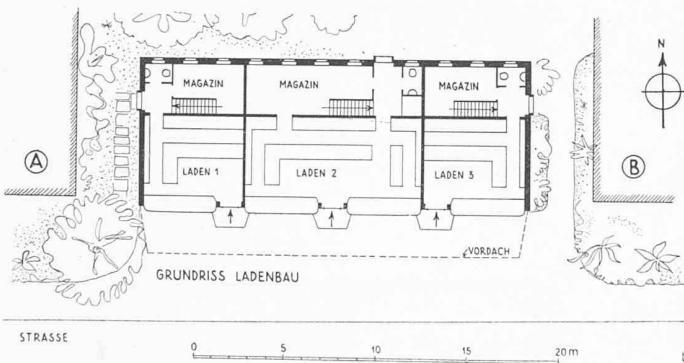 N
MAGAZIN
MAGAZIN
MAGAZIN
A
LADEN 1
LADEN 2
LADEN 3
B
VORDACH
GRUNDRISS LADENBAU
STRASSE
0 5 10 15 20 m